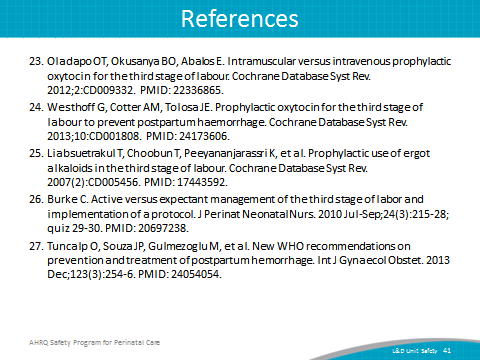 References
23. Oladapo OT, Okusanya BO, Abalos E. Intramuscular versus intravenous prophylactic
oxytocin for the third stage of labour. Cochrane Database Syst Rev.
2012;2:CD009332. PMID: 22336865.
24. Westhoff G, Cotter AM, Tolosa JE. Prophylactic oxytocin for the third stage of
labour to prevent postpartum haemorrhage. Cochrane Database Syst Rev.
2013;10:CD001808. PMID: 24173606.
25. Liabsuetrakul T, Choobun T, Peeyananjarassri K, et al. Prophylactic use of ergot
alkaloids in the third stage of labour. Cochrane Database Syst Rev.
2007(2):CD005456. PMID: 17443592.
26. Burke C. Active versus expectant management of the third stage of labor and
implementation of a protocol. J Perinat Neonatal Nurs. 2010 Jul-Sep;24(3):215-28;
quiz 29-30. PMID: 20697238.
27. Tuncalp O, Souza JP, Gulmezoglu M, et al. New WHO recommendations on
prevention and treatment of postpartum hemorrhage. Int J Gynaecol Obstet. 2013
Dec;123(3):254-6. PMID: 24054054.
AHRQ Safety Program for Perinatal Care
L&D Unit Safety 41